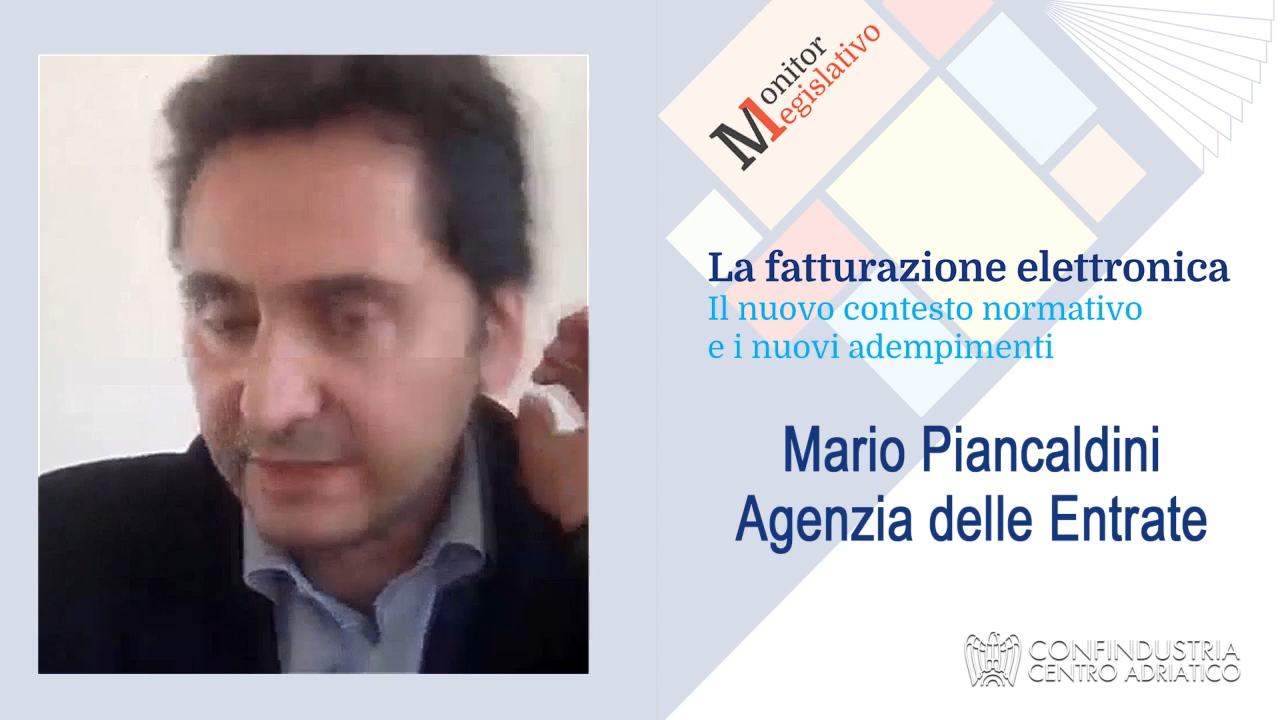 Monitor
legislativo
La fatturazione elettronica
Il nuovo contesto normativo
e i nuovi adempimenti
Mario Piancaldini
Agenzia delle Entrate
CONFINDUSTRIA
CENTRO ADRIATICO